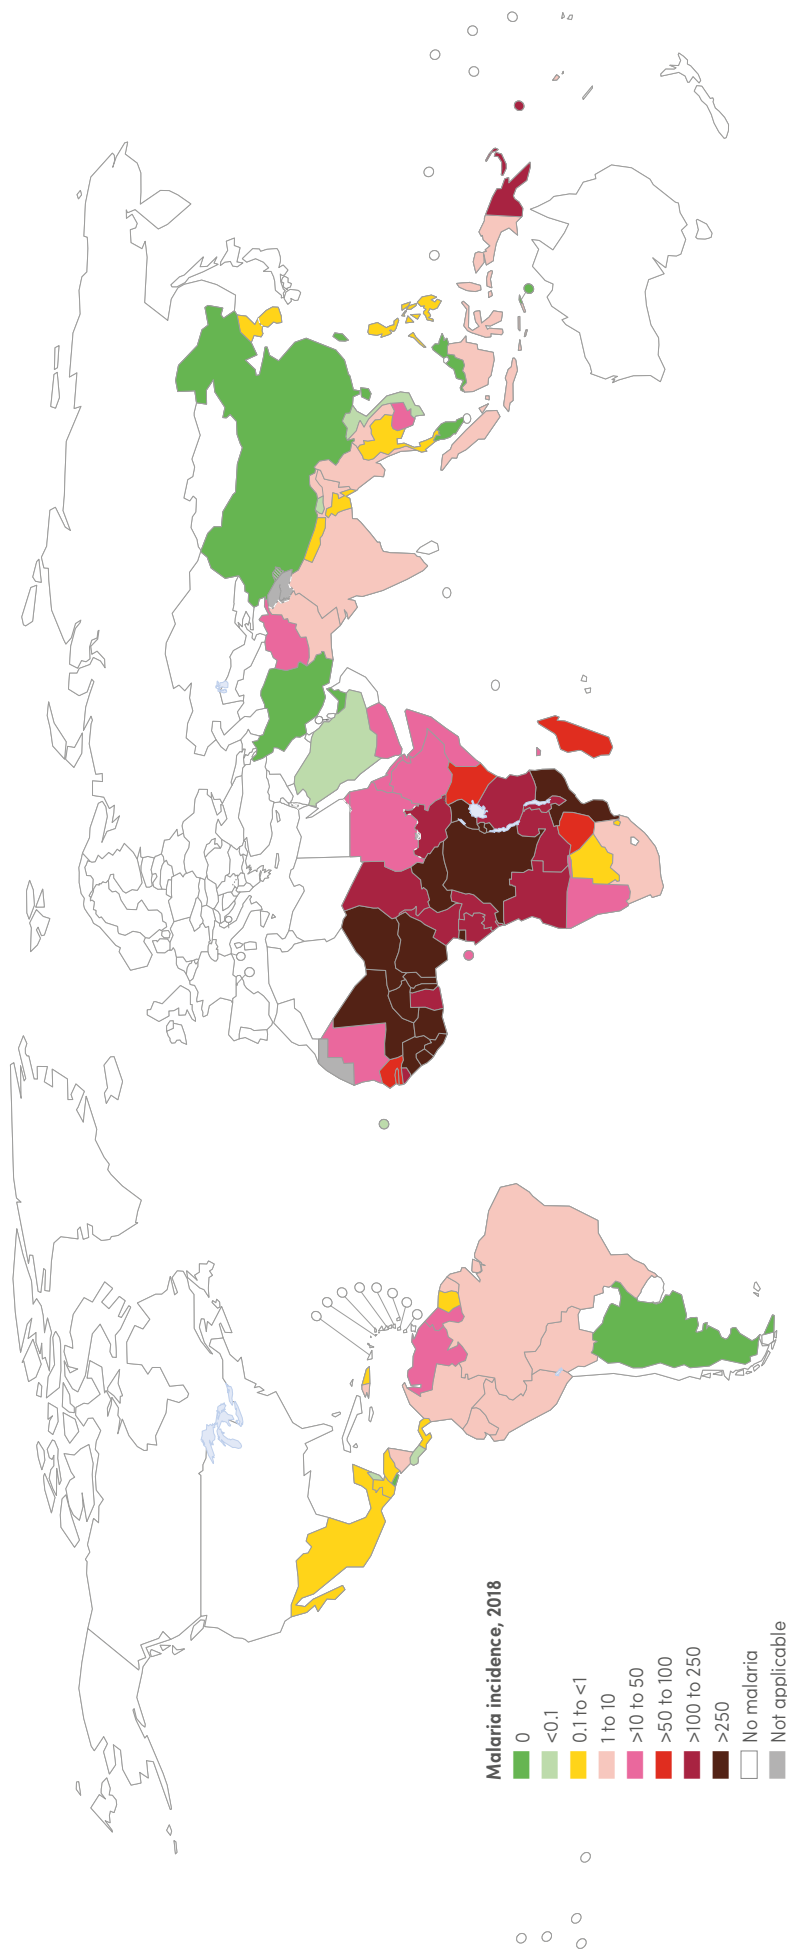 Malaria incidence, 2018
0
<0.1
0.1 to <1
1 to 10
>10 to 50
>50 to 100
>100 to 250
>250
No malaria
Not applicable